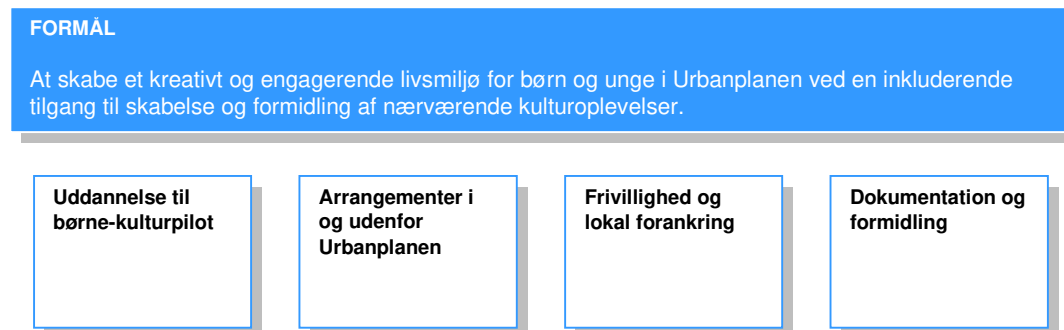 FORMÅL
At skabe et kreativt og engagerende livsmiljø for børn og unge i Urbanplanen ved en inkluderende
tilgang til skabelse og formidling af nærværende kulturoplevelser.
Uddannelse til
børne-kulturpilot
Arrangementer i
og udenfor
Urbanplanen
Frivillighed og
lokal forankring
Dokumentation og
formidling